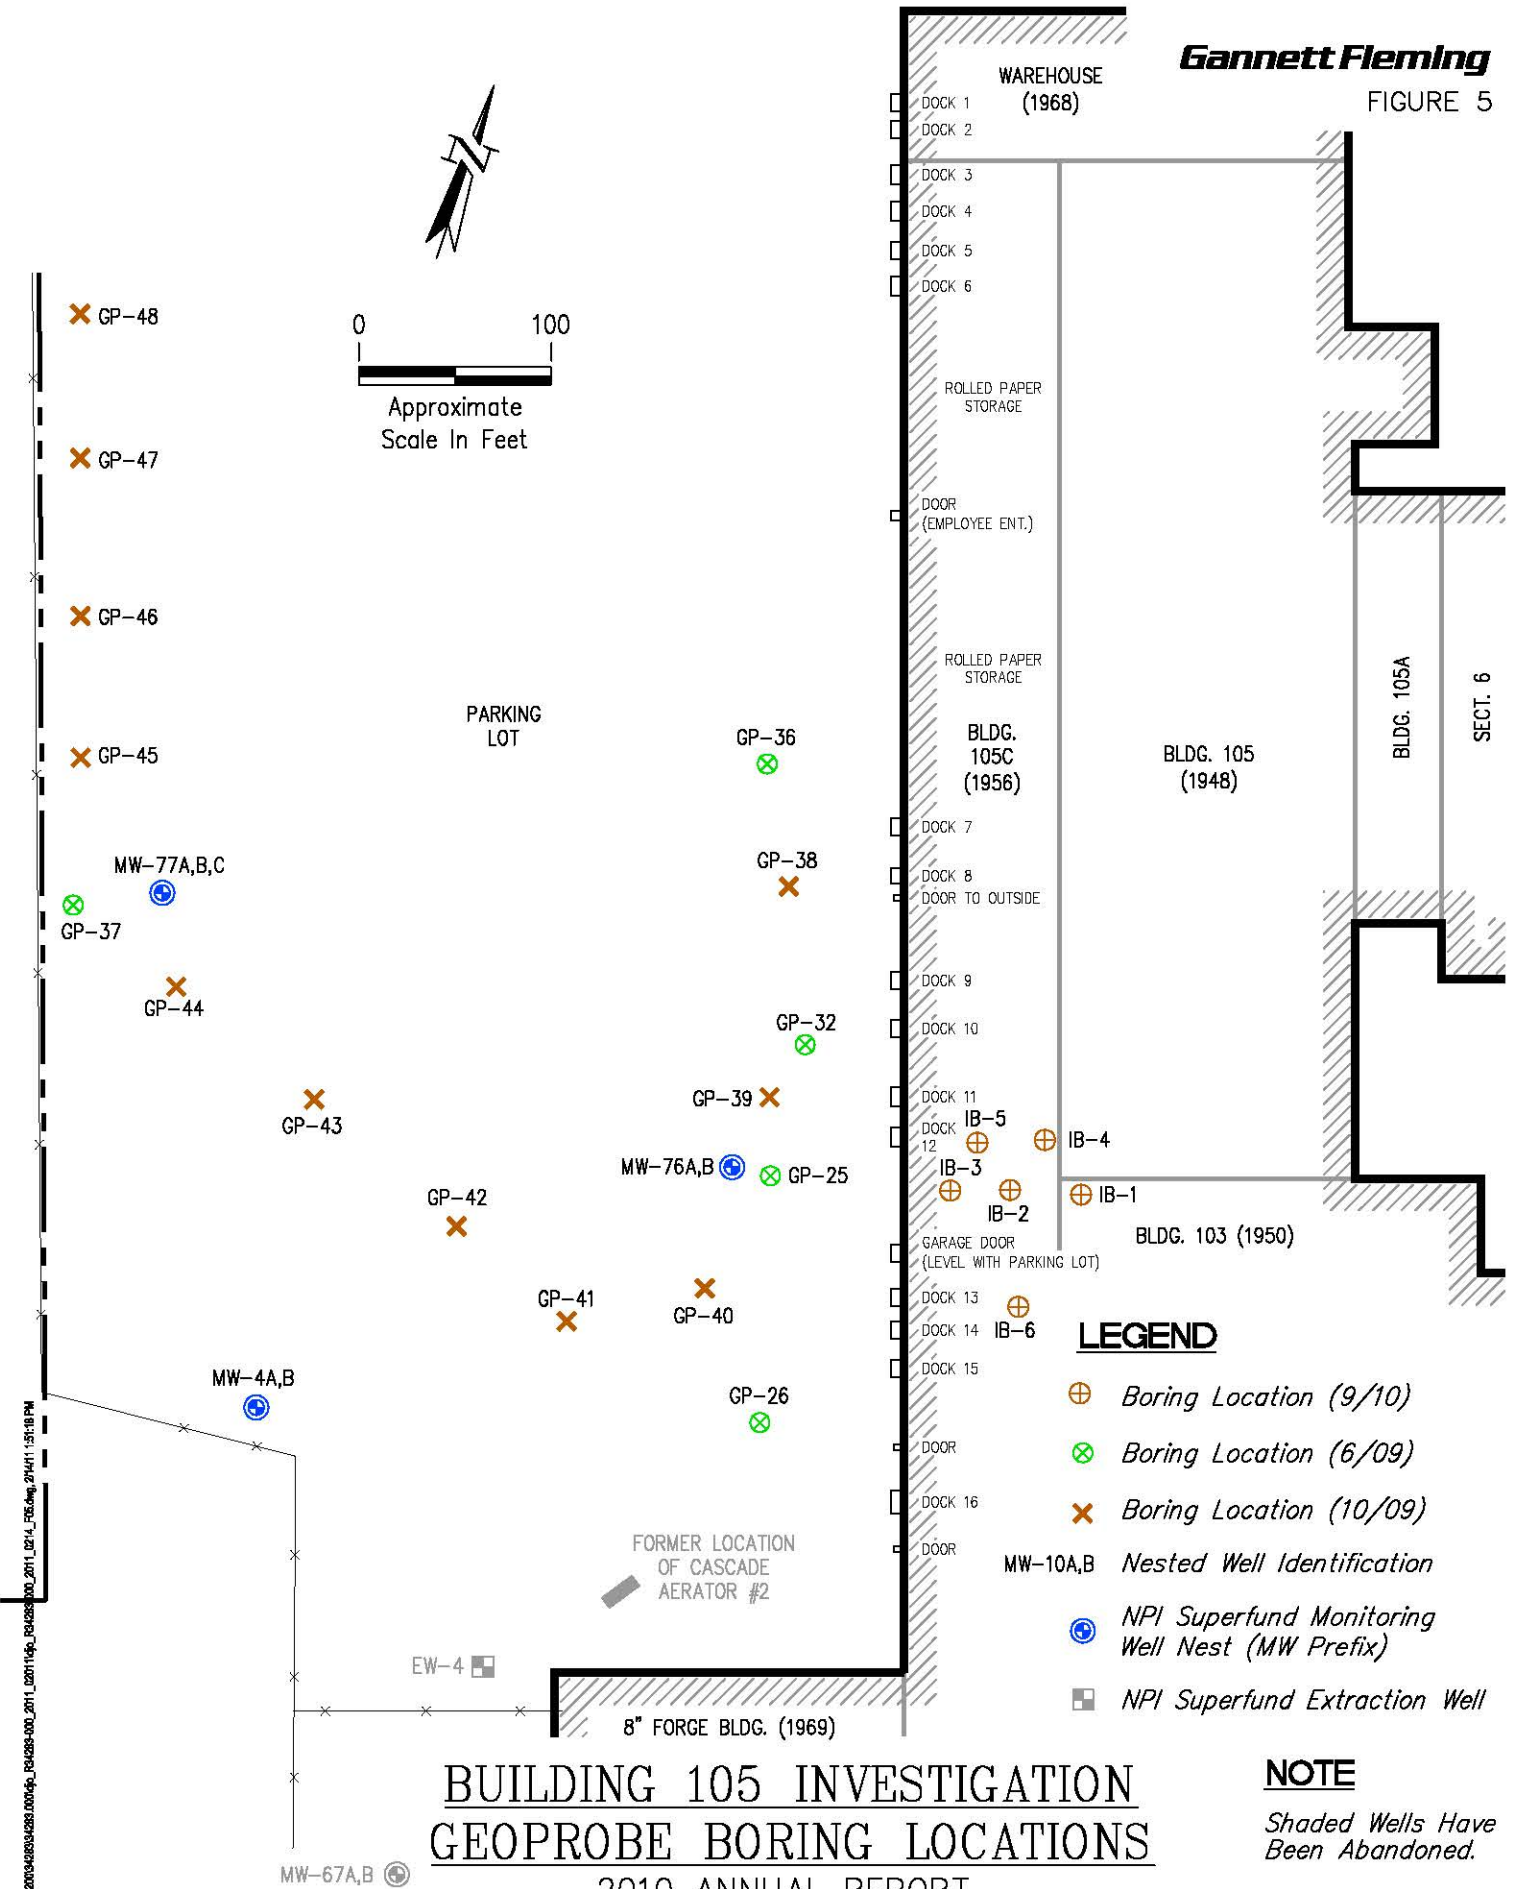 Gannett Fleming
FIGURE 5
WAREHOUSE
(1968)
DOCK 1
DOCK 2
DOCK 3
DOCK 4
DOCK 5
DOCK 6
0 100
Approximate
Scale In Feet
GP-48
GP-47
GP-46
GP-45
ROLLED PAPER
STORAGE
DOOR
(EMPLOYEE ENT.)
ROLLED PAPER
STORAGE
PARKING
LOT
GP-36
BLDG.
105C
(1956)
BLDG. 105
(1948)
BLDG. 105A
SECT. 6
DOCK 7
GP-38
DOCK 8
DOOR TO OUTSIDE
MW-77A,B,C
GP-37
GP-44
DOCK 9
GP-32
DOCK 10
GP-43
GP-39
DOCK 11
DOCK
12
IB-5
IB-4
MW-76A,B
GP-25
IB-3
IB-2
IB-1
GP-42
GARAGE DOOR
(LEVEL WITH PARKING LOT)
BLDG. 103 (1950)
GP-41
GP-40
DOCK 13
IB-6
DOCK 14
DOCK 15
MW-4A,B
GP-26
DOOR
DOCK 16
DOOR
FORMER LOCATION
OF CASCADE
AERATOR #2
EW-4
8" FORGE BLDG. (1969)
MW-67A,B
LEGEND
Boring Location (9/10)
Boring Location (6/09)
Boring Location (10/09)
MW-10A,B Nested Well Identification
NPI Superfund Monitoring
Well Nest (MW Prefix)
NPI Superfund Extraction Well
NOTE
Shaded Wells Have
Been Abandoned.
BUILDING 105 INVESTIGATION
GEOPROBE BORING LOCATIONS
2010 ANNUAL REPORT